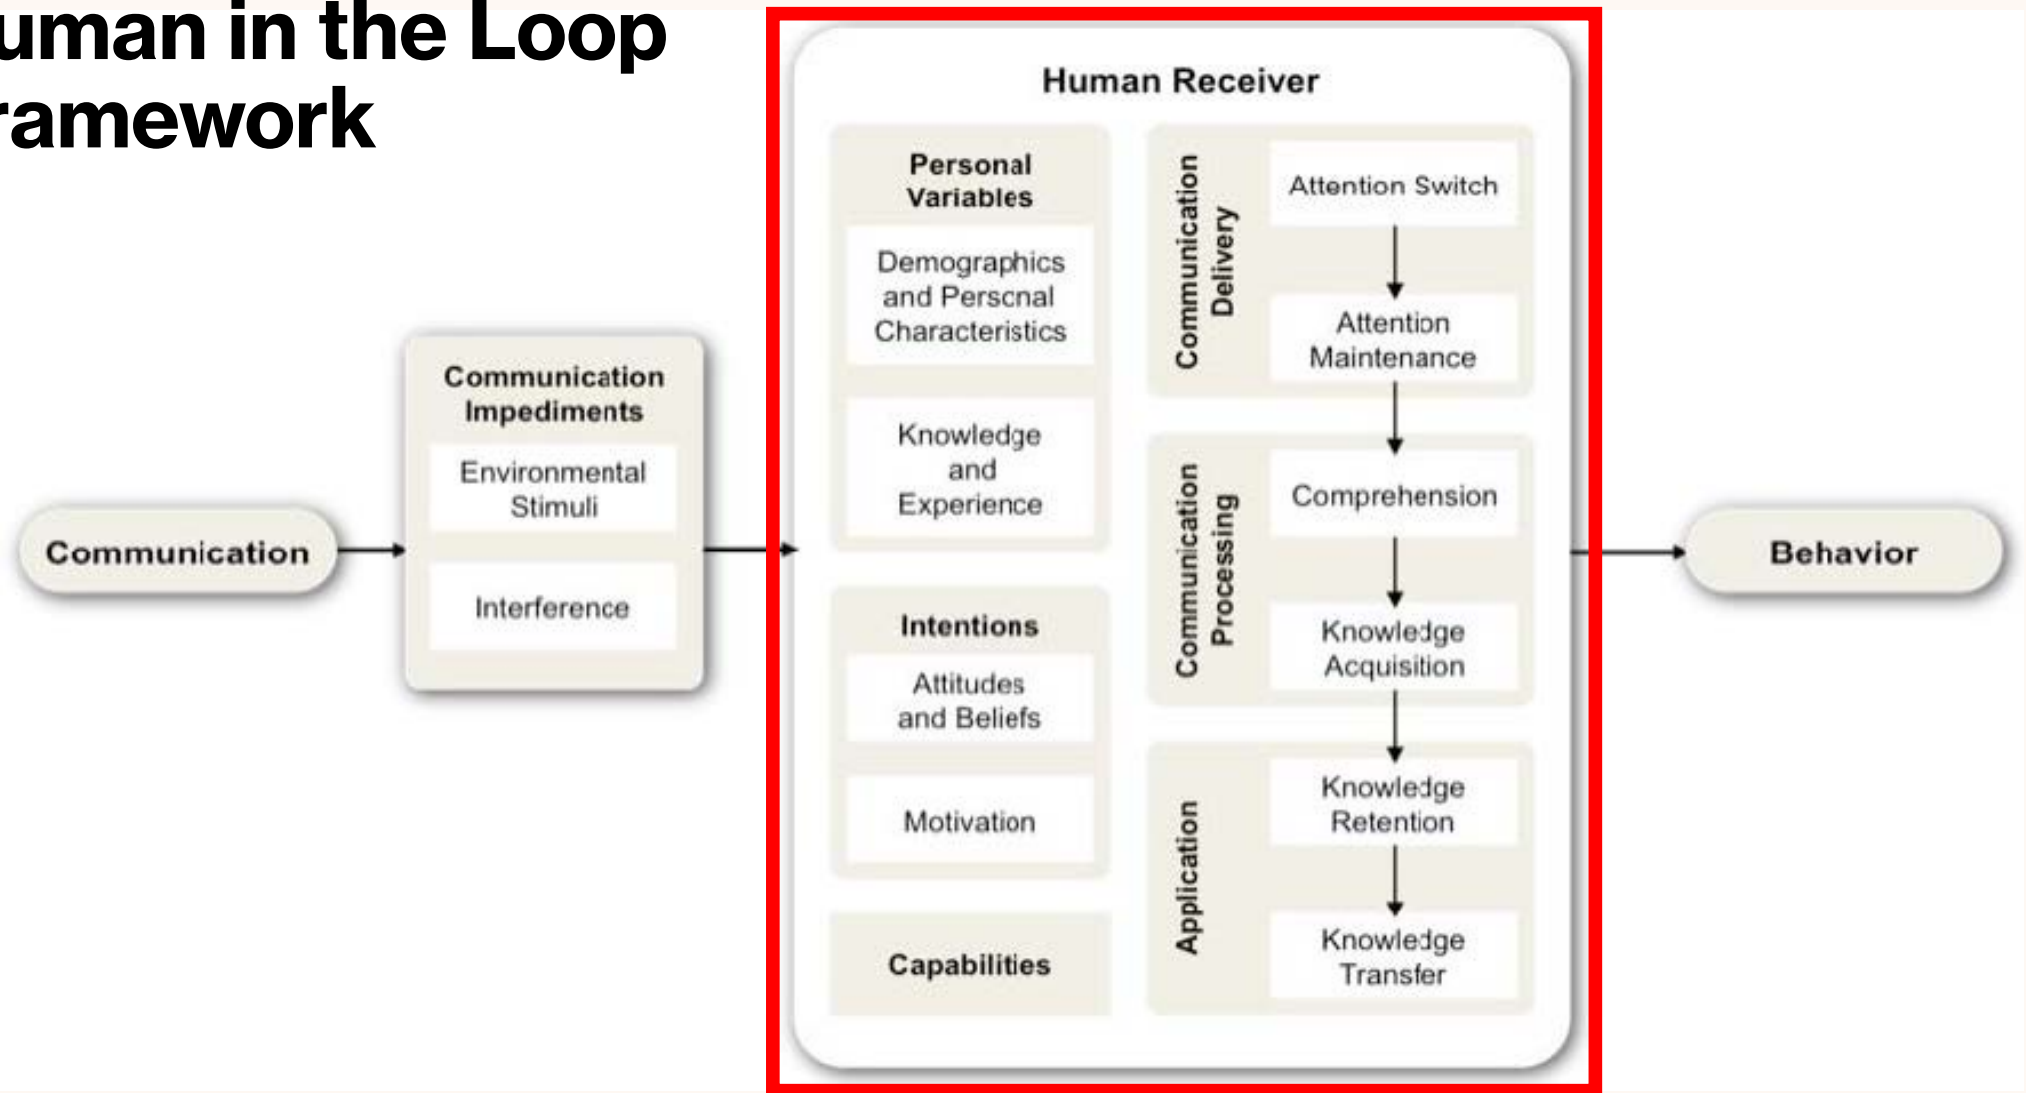 uman in the Loop
ramework
Communication
Communication
Impediments
Environmental
Stimuli
Interference
Human Receiver
Personal
Variables
Demographics
and Personal
Characteristics
Knowledge
and
Experience
Intentions
Attitudes
and Beliefs
Motivation
Capabilities
Communication
Delivery
Attention Switch
Attention
Maintenance
Communication
Processing
Comprehension
Knowledge
Acquisition
Application
Knowledge
Retention
Knowledge
Transfer
Behavior